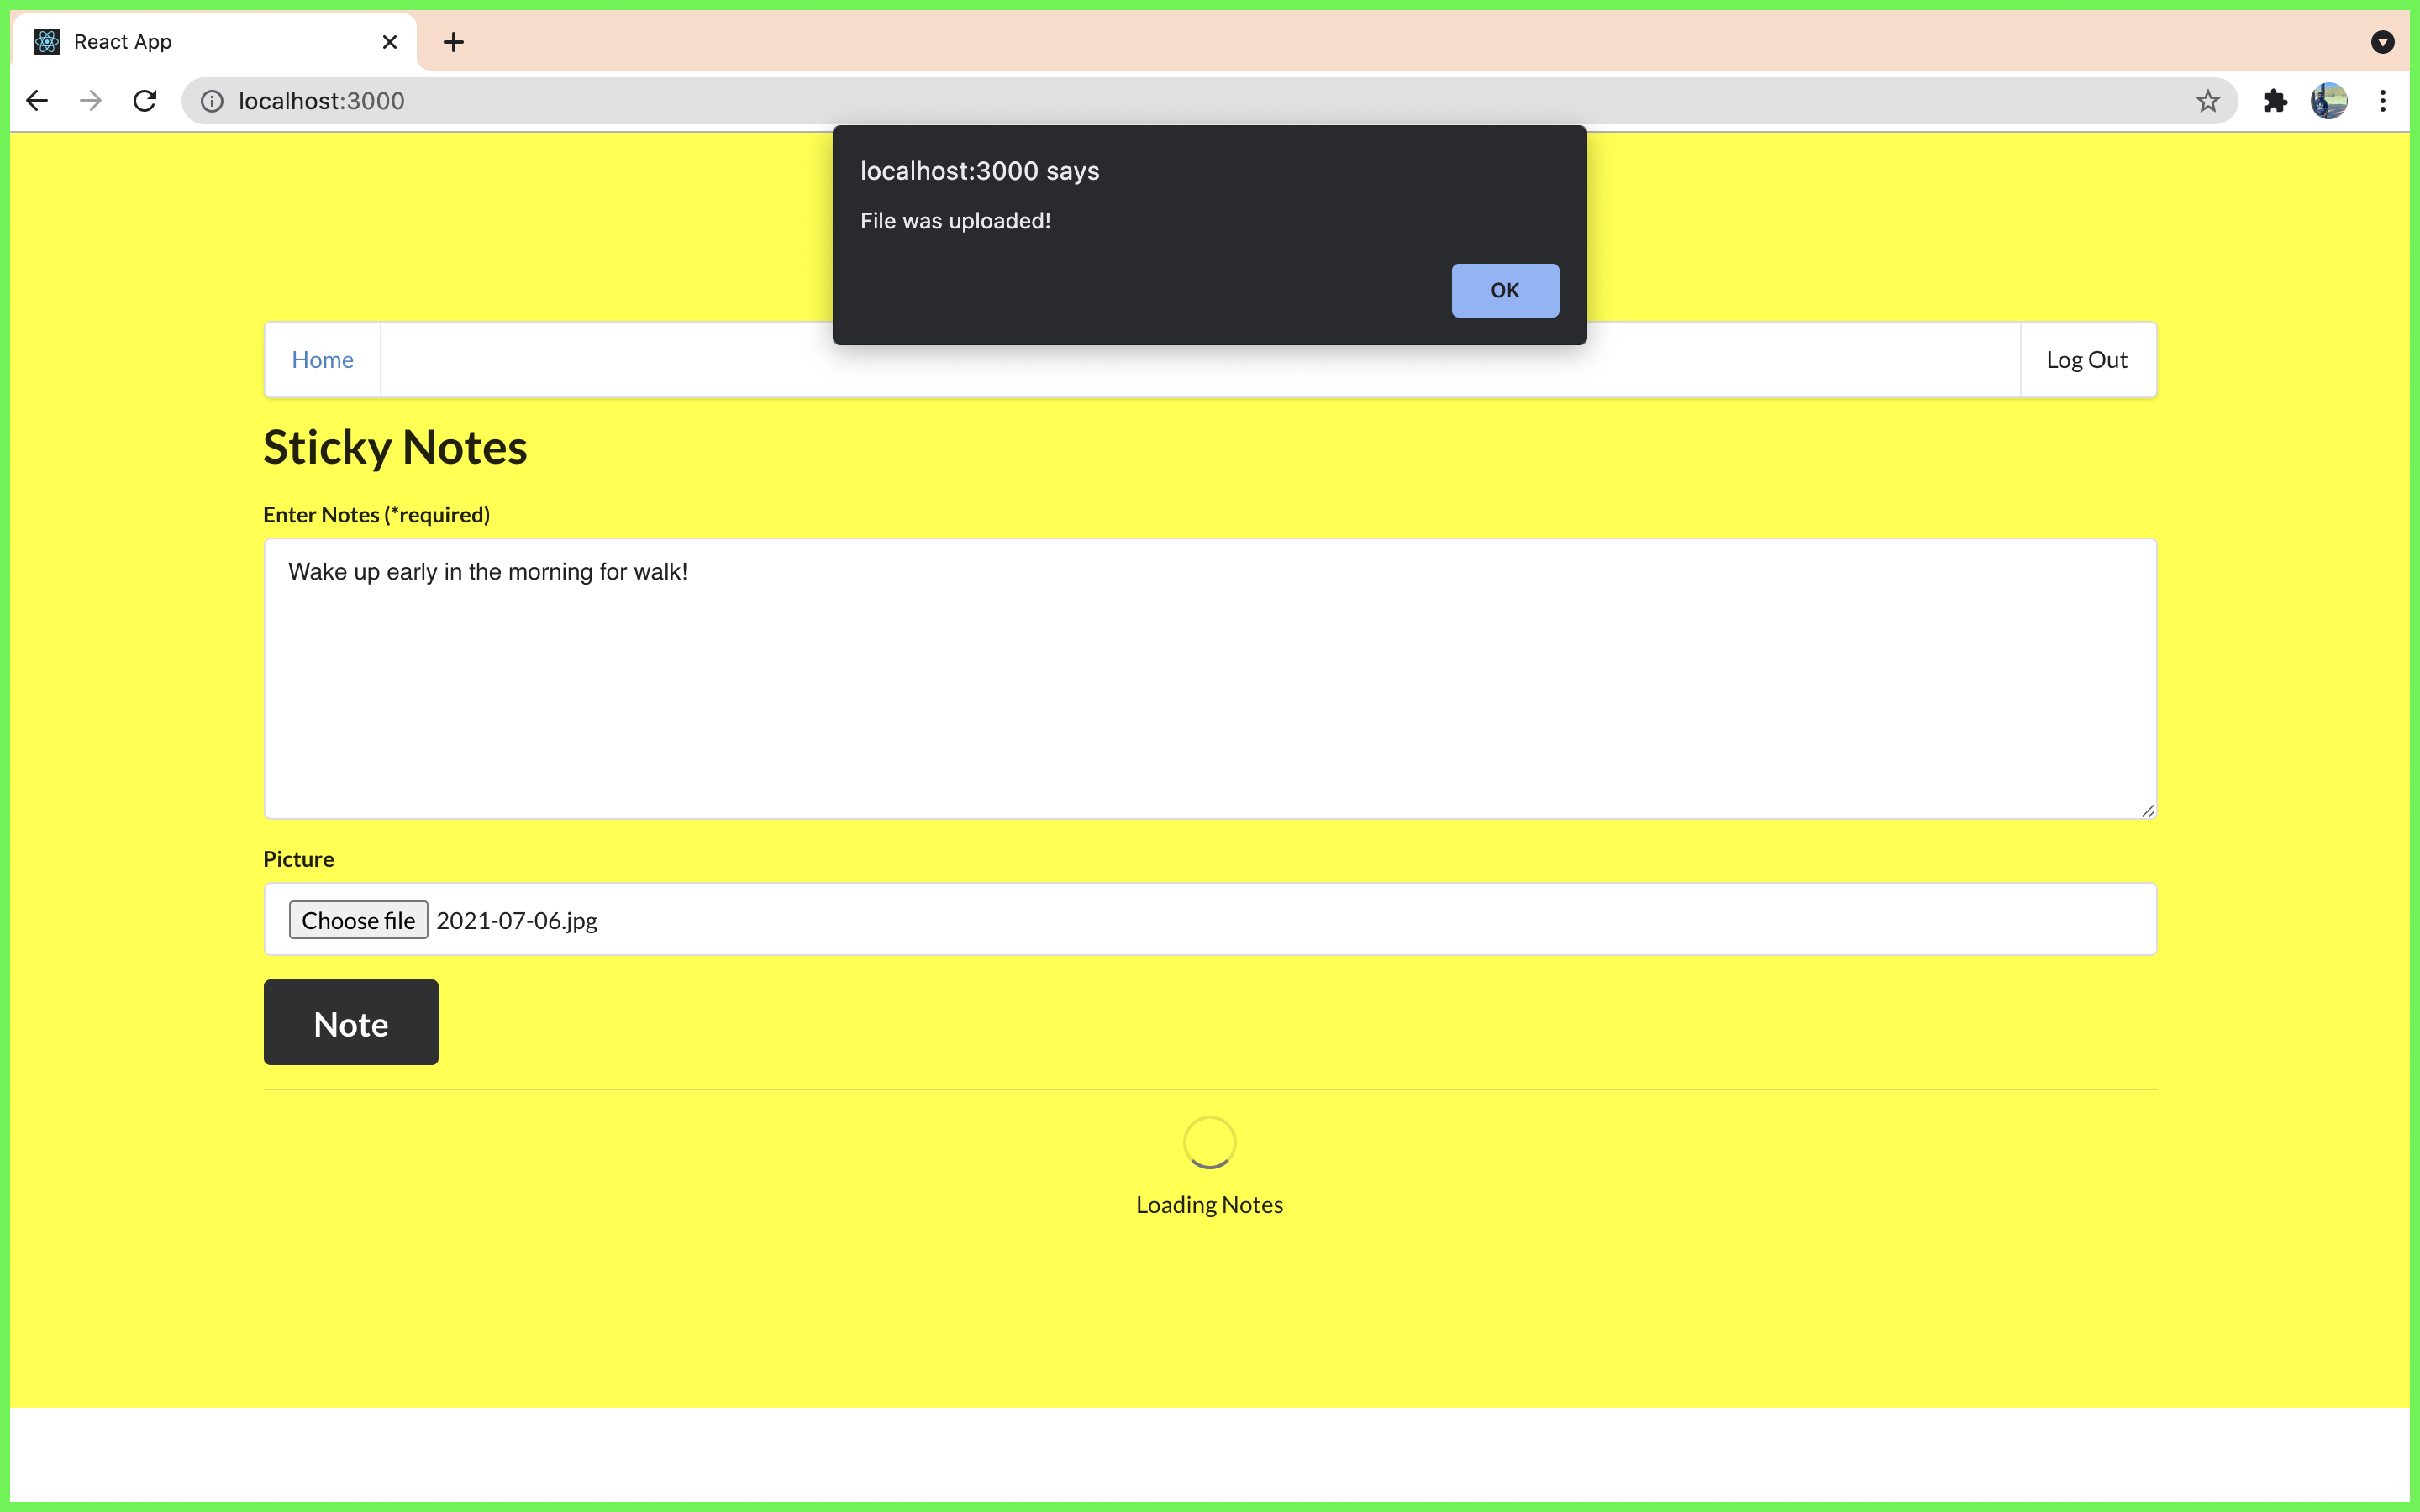 React App
localhost:3000
localhost:3000 says
File was uploaded!
OK
Home
Log Out
Sticky Notes
Enter Notes (*required)
Wake up early in the morning for walk!
Picture
Choose file 2021-07-06.jpg
Note
Loading Notes